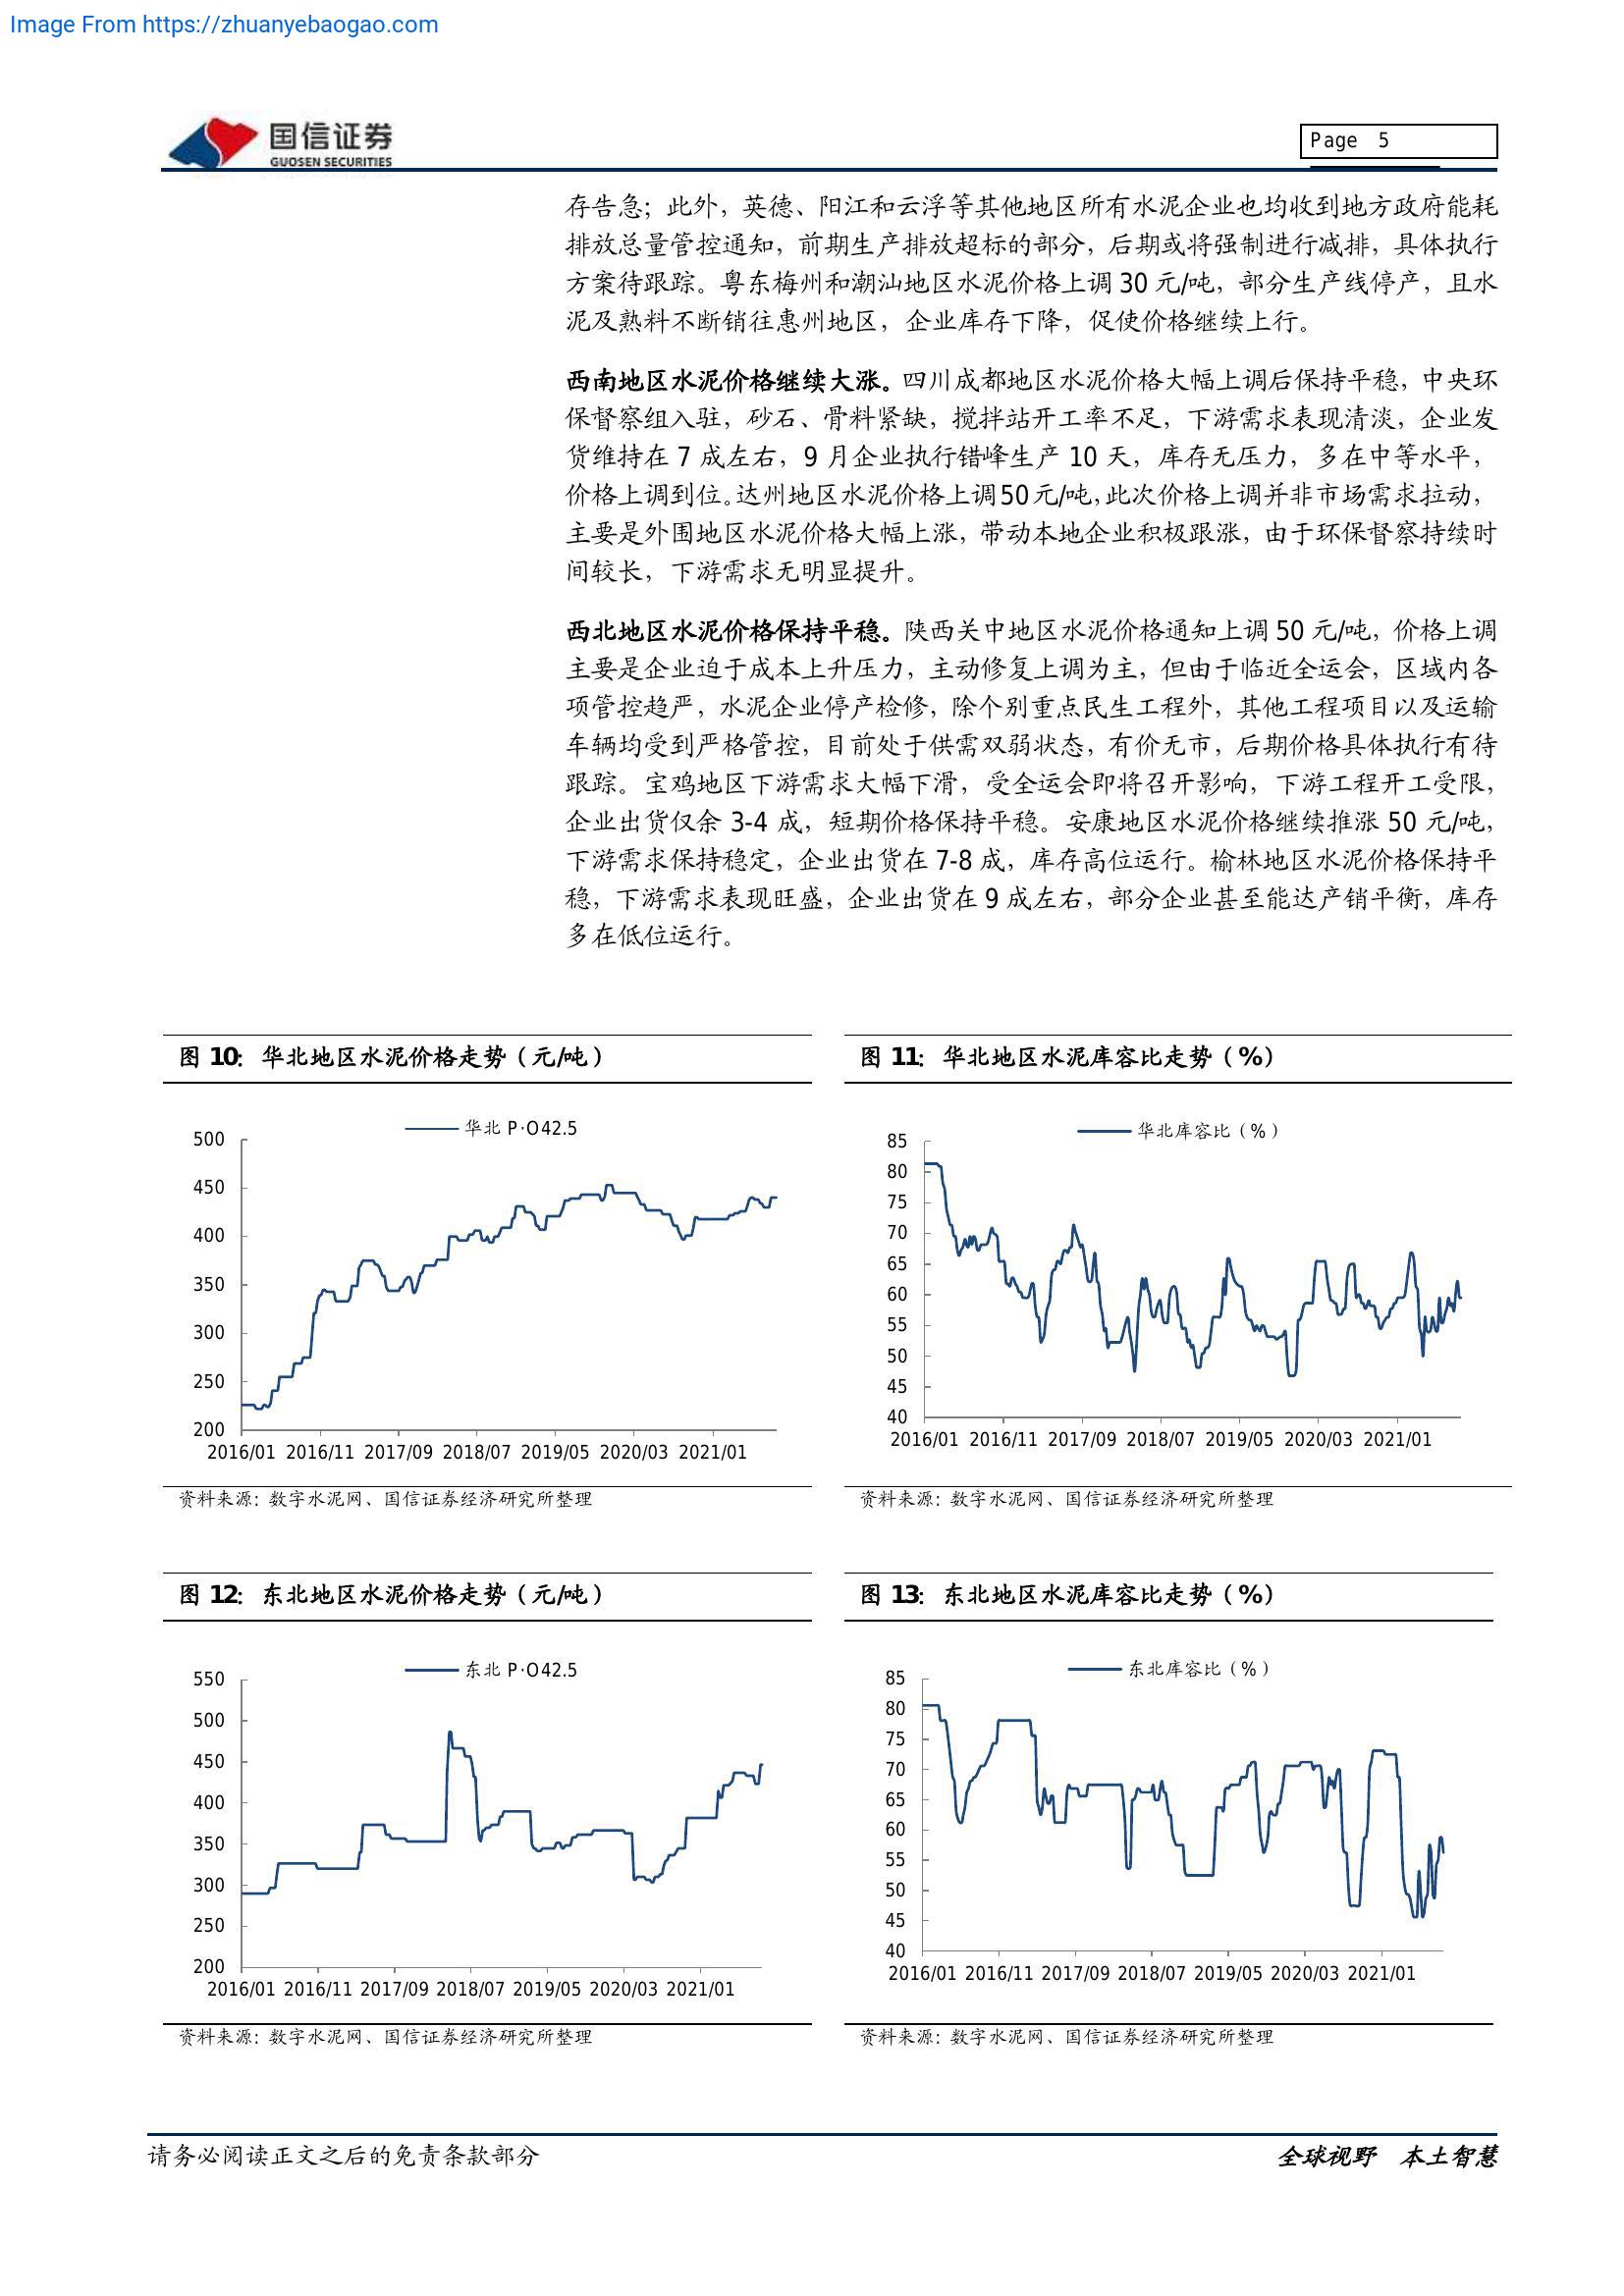 Image From https://zhuanyebaogao.com
国信证券
GUOSEN SECURITIES
Page 5
存告急；此外，英德、阳江和云浮等其他地区所有水泥企业也均收到地方政府能耗
排放总量管控通知，前期生产排放超标的部分，后期或将强制进行减排，具体执行
方案待跟踪。粤东梅州和潮汕地区水泥价格上调 30 元/吨，部分生产线停产，且水
泥及熟料不断销往惠州地区，企业库存下降，促使价格继续上行。
西南地区水泥价格继续大涨。四川成都地区水泥价格大幅上调后保持平稳，中央环
保督察组入驻，砂石、骨料紧缺，搅拌站开工率不足，下游需求表现清淡，企业发
货维持在 7 成左右，9 月企业执行错峰生产 10 天，库存无压力，多在中等水平，
价格上调到位。达州地区水泥价格上调 50 元/吨，此次价格上调并非市场需求拉动，
主要是外围地区水泥价格大幅上涨，带动本地企业积极跟涨，由于环保督察持续时
间较长，下游需求无明显提升。
西北地区水泥价格保持平稳。陕西关中地区水泥价格通知上调 50 元/吨，价格上调
主要是企业迫于成本上升压力，主动修复上调为主，但由于临近全运会，区域内各
项管控趋严，水泥企业停产检修，除个别重点民生工程外，其他工程项目以及运输
车辆均受到严格管控，目前处于供需双弱状态，有价无市，后期价格具体执行有待
跟踪。宝鸡地区下游需求大幅下滑，受全运会即将召开影响，下游工程开工受限，
企业出货仅余 3-4 成，短期价格保持平稳。安康地区水泥价格继续推涨 50 元/吨，
下游需求保持稳定，企业出货在 7-8 成，库存高位运行。榆林地区水泥价格保持平
稳，下游需求表现旺盛，企业出货在 9 成左右，部分企业甚至能达产销平衡，库存
多在低位运行。
图 10：华北地区水泥价格走势（元/吨）
华北 P·O42.5
500
450
400
350
300
250
200
2016/01 2016/11 2017/09 2018/07 2019/05 2020/03 2021/01
资料来源：数字水泥网、国信证券经济研究所整理
图 11：华北地区水泥库容比走势（%）
华北库容比（%）
85
80
75
70
65
60
55
50
45
40
2016/01 2016/11 2017/09 2018/07 2019/05 2020/03 2021/01
资料来源：数字水泥网、国信证券经济研究所整理
图 12：东北地区水泥价格走势（元/吨）
东北 P·O42.5
550
500
450
400
350
300
250
200
2016/01 2016/11 2017/09 2018/07 2019/05 2020/03 2021/01
资料来源：数字水泥网、国信证券经济研究所整理
图 13：东北地区水泥库容比走势（%）
东北库容比（%）
85
80
75
70
65
60
55
50
45
40
2016/01 2016/11 2017/09 2018/07 2019/05 2020/03 2021/01
资料来源：数字水泥网、国信证券经济研究所整理
请务必阅读正文之后的免责条款部分
全球视野 本土智慧